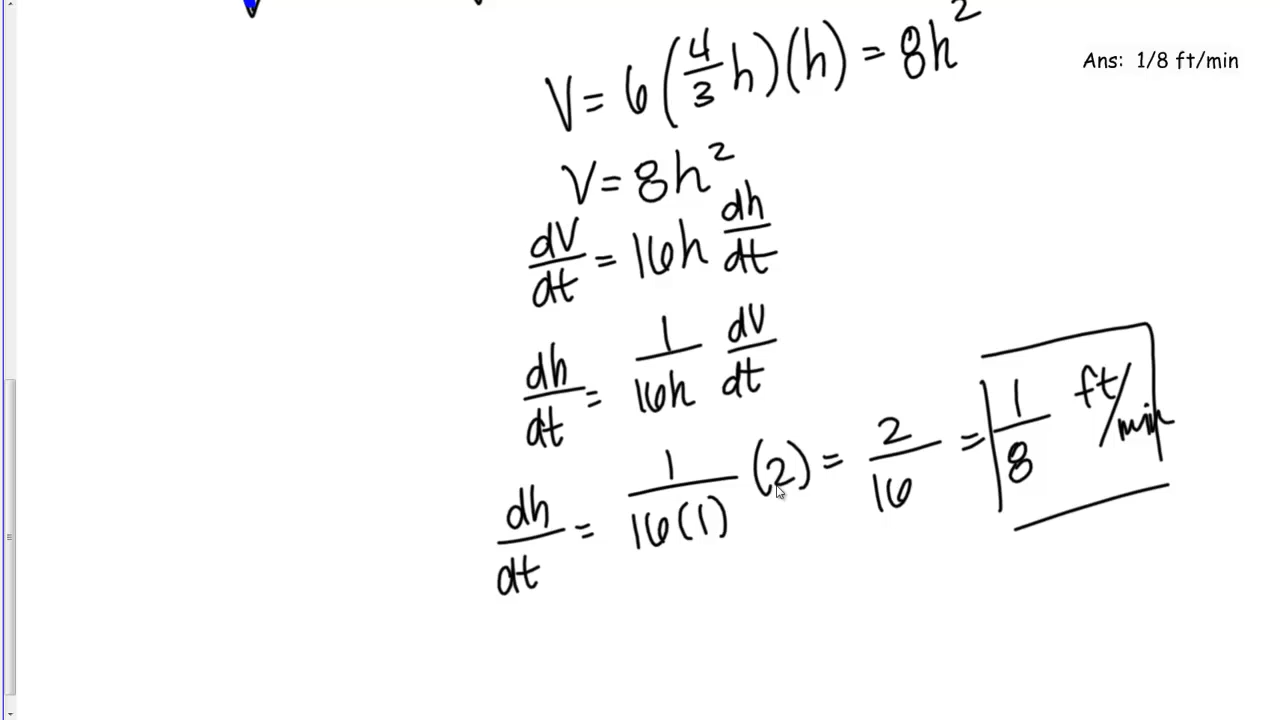 V = 6(4/3 h)(h) = 8h²
Ans: 1/8 ft/min
V = 8h²
dV/dt = 16h dh/dt
dh/dt = 1/16h dV/dt
dh/dt = 1/16(1) (2) = 2/16 = 1/8 ft/min